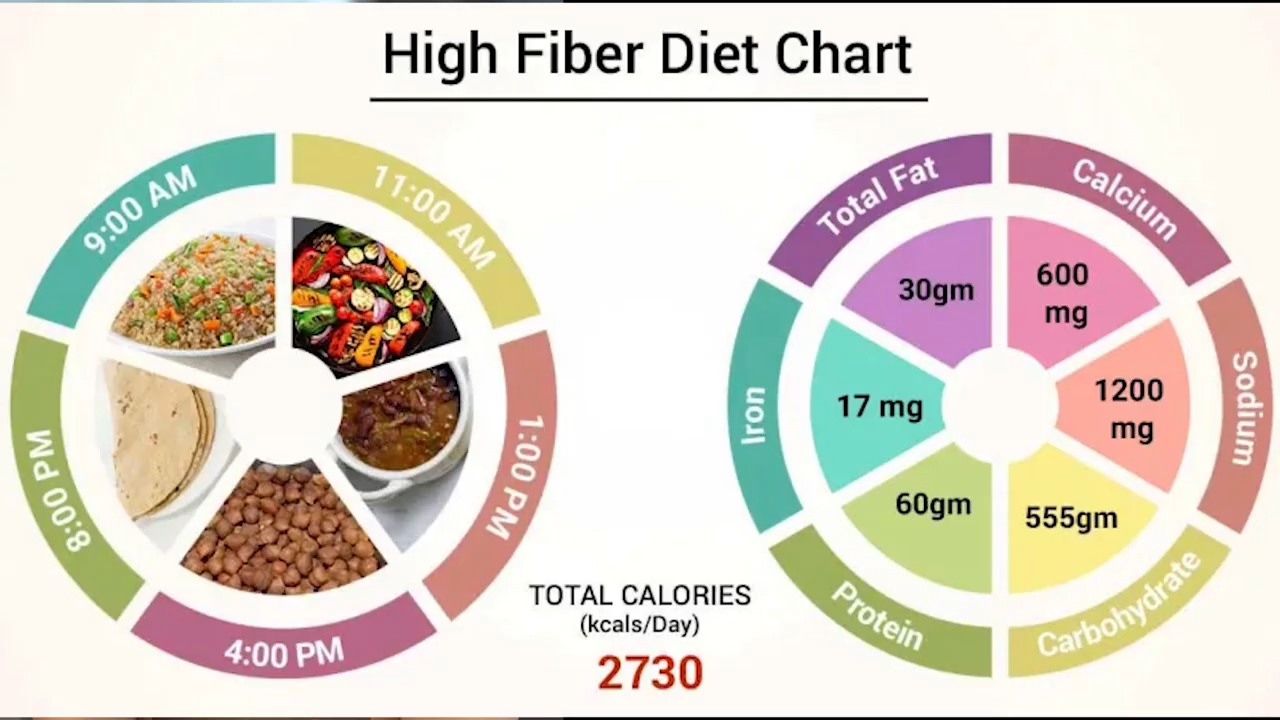 High Fiber Diet Chart
9:00 AM
11:00 AM
1:00 PM
4:00 PM
8:00 PM
TOTAL CALORIES
(kcals/Day)
2730
Total Fat
30gm
Calcium
600
mg
Sodium
1200
mg
Carbohydrate
555gm
Protein
60gm
Iron
17 mg